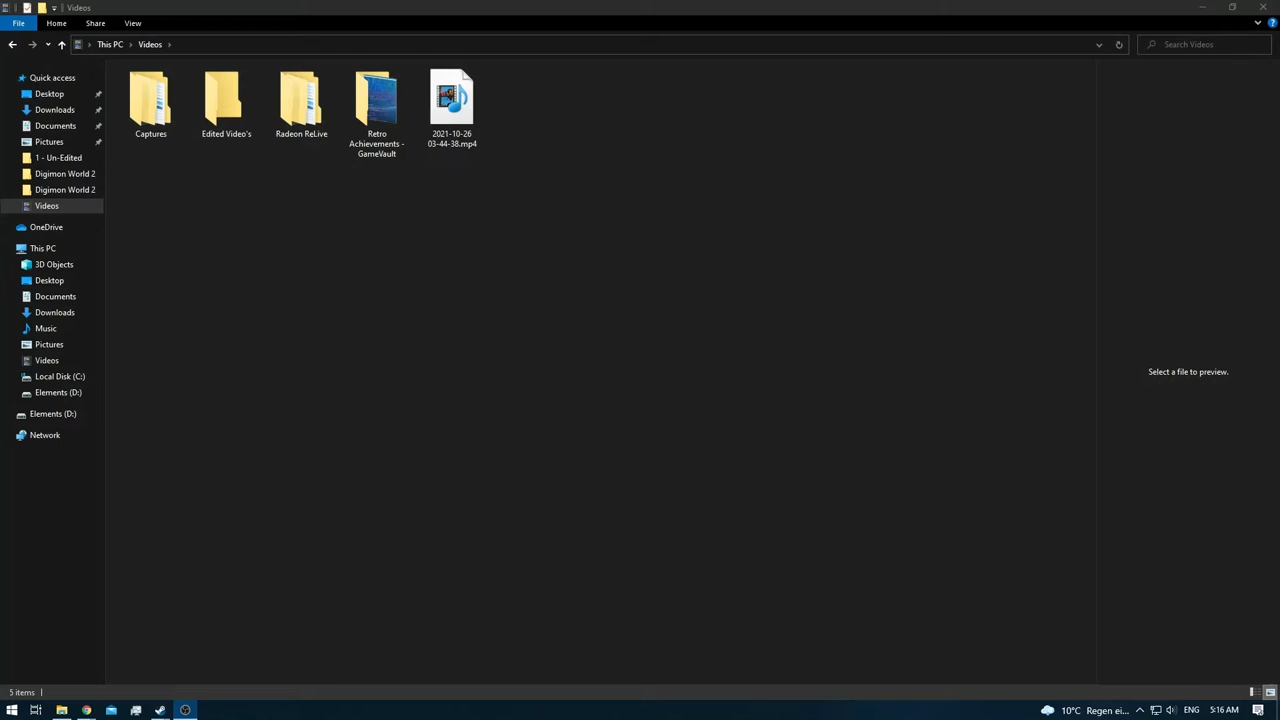 Videos
File
Home
Share
View
This PC
Videos
Search Videos
Quick access
Desktop
Downloads
Documents
Pictures
1 - Un-Edited
Digimon World 2
Digimon World 2
Videos
OneDrive
This PC
3D Objects
Desktop
Documents
Downloads
Music
Pictures
Videos
Local Disk (C:)
Elements (D:)
Elements (D:)
Network
Captures
Edited Video's
Radeon ReLive
Retro
Achievements -
GameVault
2021-10-26
03-44-38.mp4
Select a file to preview.
5 items
10°C Regen ei...
ENG
5:16 AM